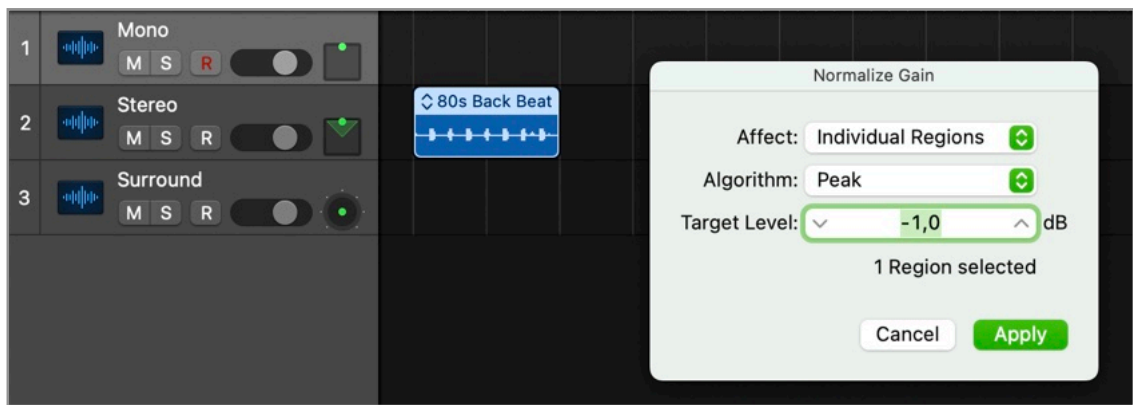 1
Mono
M S R
2
Stereo
M S R
80s Back Beat
3
Surround
M S R
Normalize Gain
Affect: Individual Regions
Algorithm: Peak
Target Level: -1,0 dB
1 Region selected
Cancel Apply